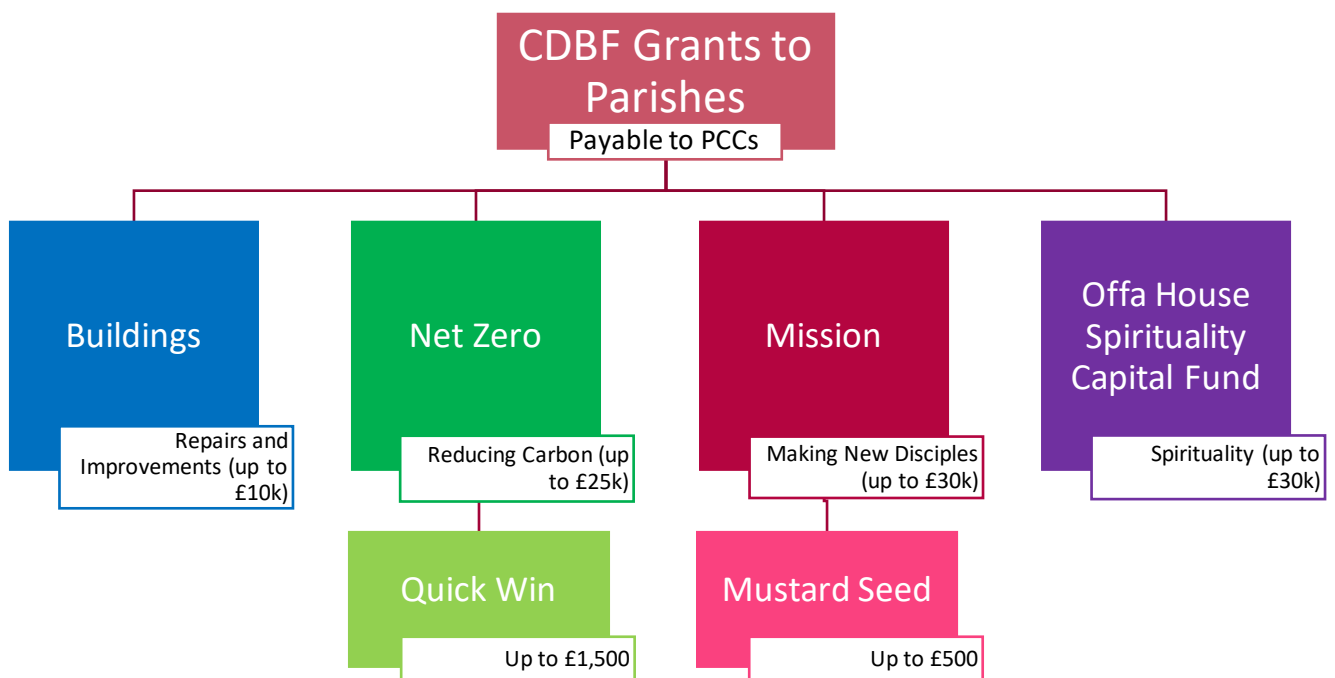 CDBF Grants to
Parishes
Payable to PCCs
Buildings
Repairs and
Improvements (up to
£10k)
Net Zero
Reducing Carbon (up
to £25k)
Mission
Making New Disciples
(up to £30k)
Offa House
Spirituality
Capital Fund
Spirituality (up to
£30k)
Quick Win
Up to £1,500
Mustard Seed
Up to £500